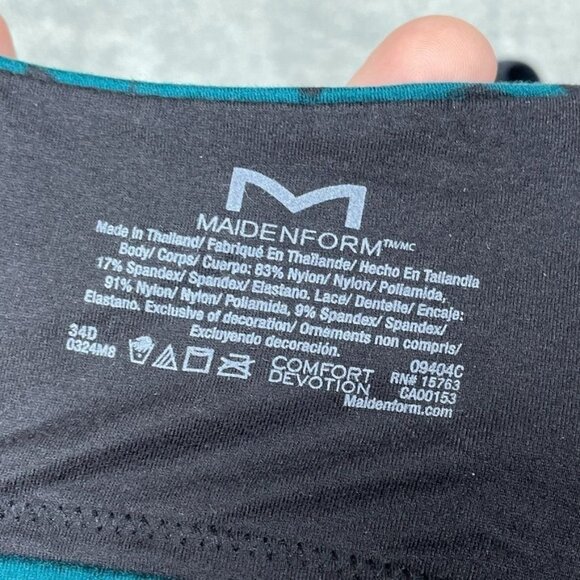 MAIDENFORM™/MC
Made in Thailand/ Fabriqué En Thaïlande/ Hecho En Tailandia
Body/ Corps/ Cuerpo: 83% Nylon/ Nylon/ Poliamida,
17% Spandex/ Spandex/ Elastano. Lace/ Dentelle/ Encaje:
91% Nylon/ Nylon/ Poliamida, 9% Spandex/ Spandex/
Elastano. Exclusive of decoration/ Ornements non compris/
Excluyendo decoración.
34D
0324M8
COMFORT
DEVOTION
09404C
RN# 15763
CA00153
Maidenform.com